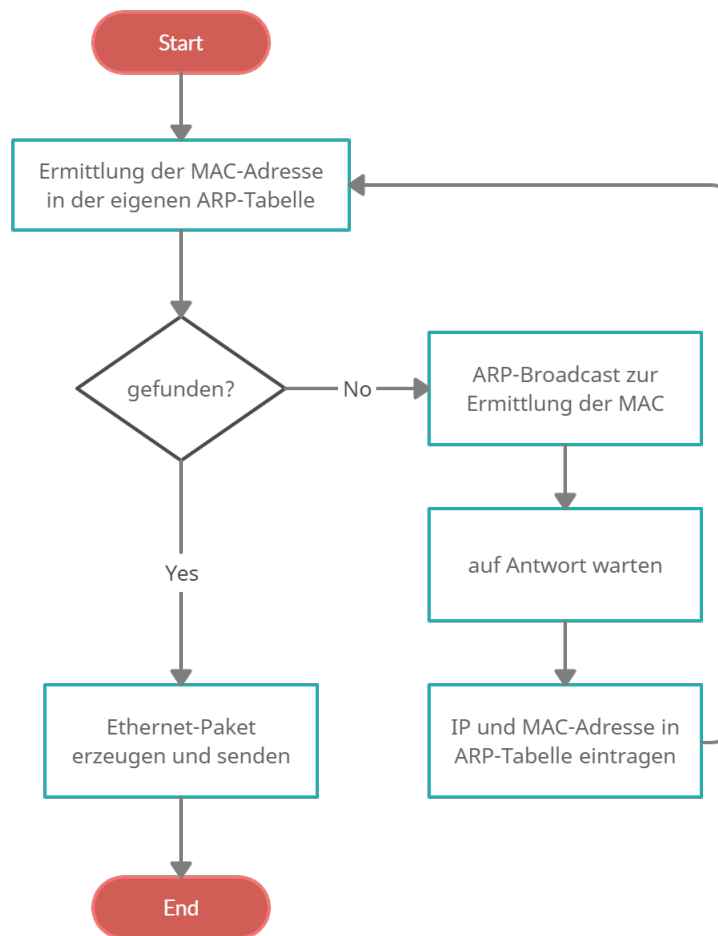 Start
Ermittlung der MAC-Adresse
in der eigenen ARP-Tabelle
gefunden?
No
ARP-Broadcast zur
Ermittlung der MAC
auf Antwort warten
IP und MAC-Adresse in
ARP-Tabelle eintragen
Yes
Ethernet-Paket
erzeugen und senden
End